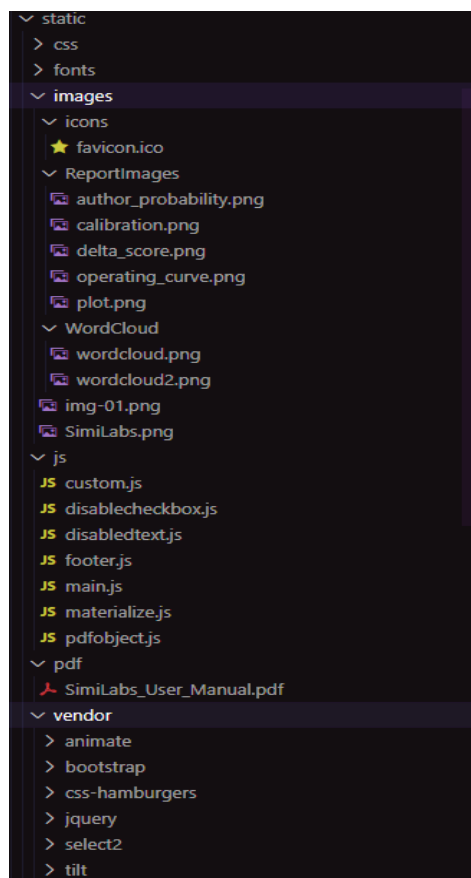 static
css
fonts
images
icons
favicon.ico
ReportImages
author_probability.png
calibration.png
delta_score.png
operating_curve.png
plot.png
WordCloud
wordcloud.png
wordcloud2.png
img-01.png
SimiLabs.png
js
JS custom.js
JS disablecheckbox.js
JS disabledtext.js
JS footer.js
JS main.js
JS materialize.js
JS pdfobject.js
pdf
SimiLabs_User_Manual.pdf
vendor
animate
bootstrap
css-hamburgers
jquery
select2
tilt